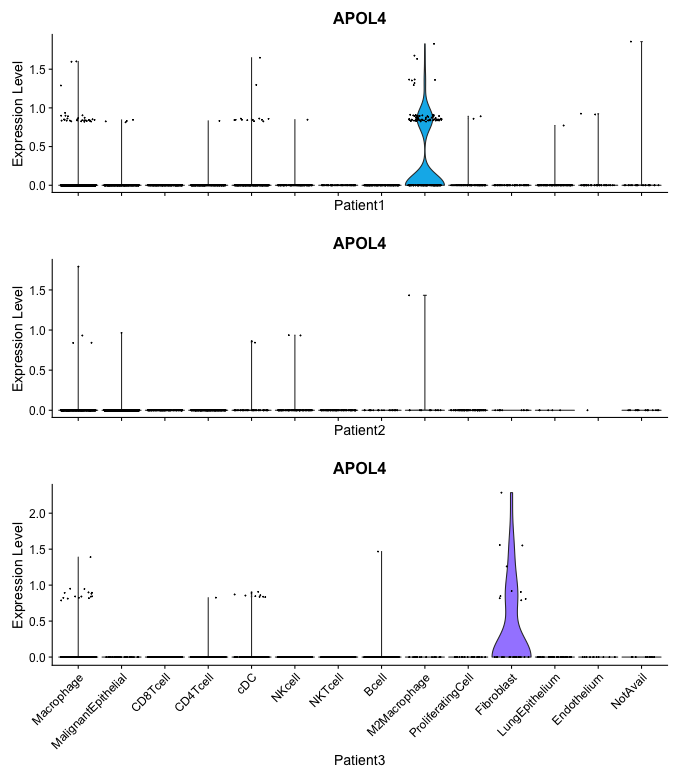 APOL4
Expression Level
1.5
1.0
0.5
0.0
Patient1
APOL4
Expression Level
1.5
1.0
0.5
0.0
Patient2
APOL4
Expression Level
2.0
1.5
1.0
0.5
0.0
Macrophage
MalignantEpithelial
CD8Tcell
CD4Tcell
cDC
NKcell
NKTcell
Bcell
M2Macrophage
ProliferatingCell
Fibroblast
LungEpithelium
Endothelium
NotAvail
Patient3